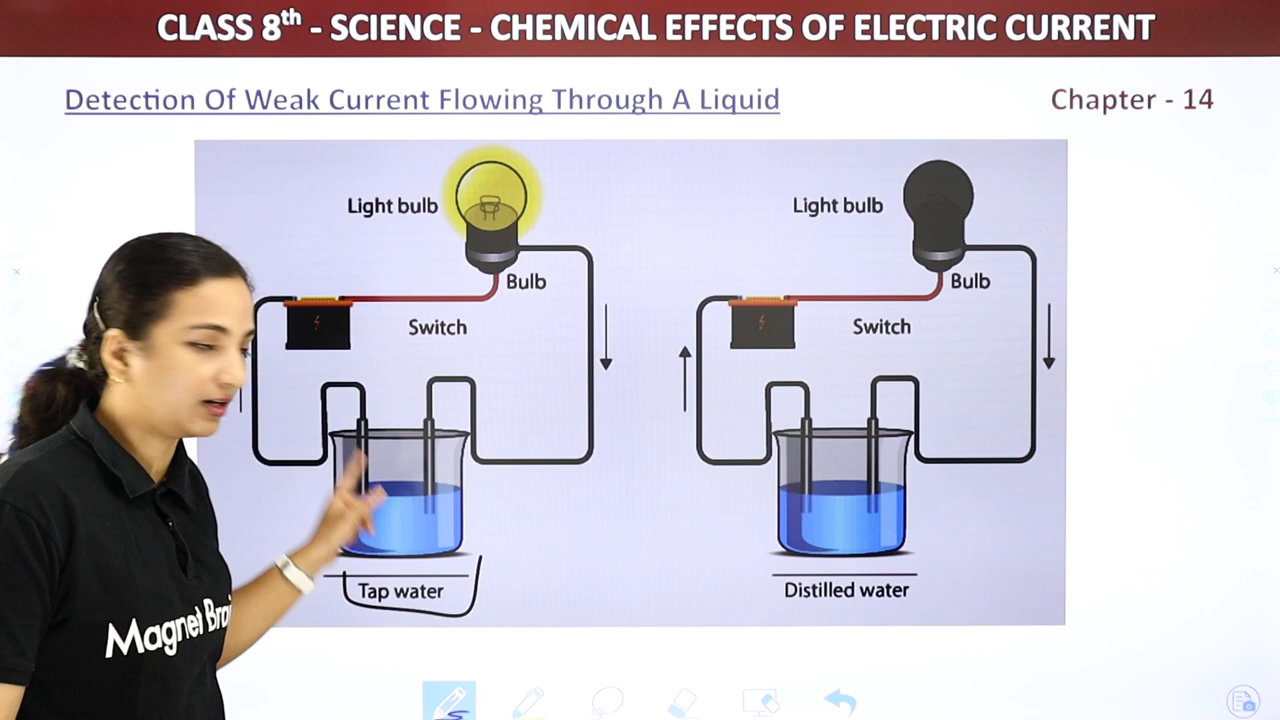 CLASS 8th - SCIENCE - CHEMICAL EFFECTS OF ELECTRIC CURRENT
Detection Of Weak Current Flowing Through A Liquid
Chapter - 14
Light bulb
Bulb
Switch
Tap water
Light bulb
Bulb
Switch
Distilled water
Magnet Brai